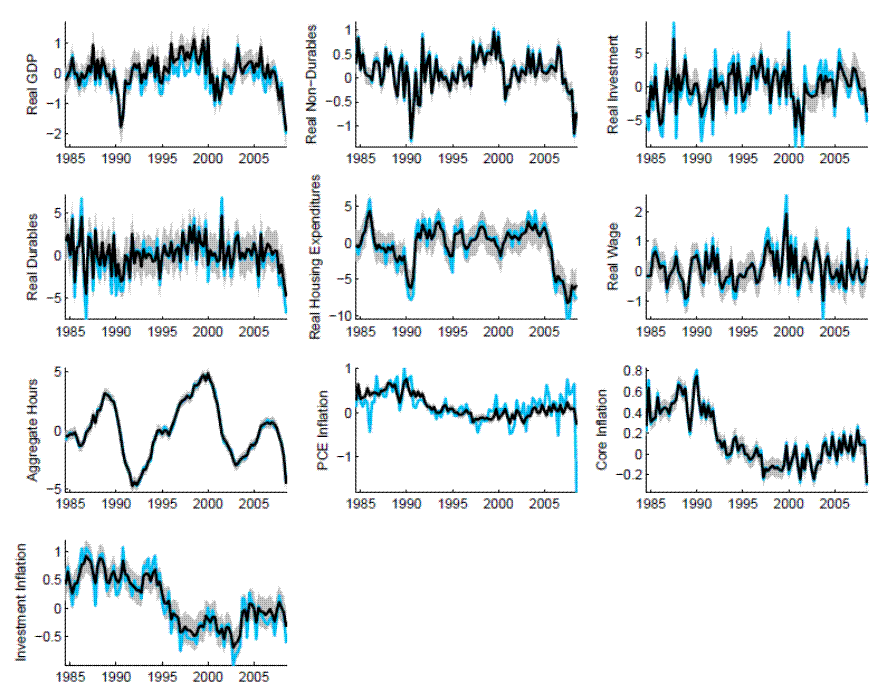 Real GDP
1
0
−1
−2
1985 1990 1995 2000 2005
Real Non-Durables
1
0.5
0
−0.5
−1
1985 1990 1995 2000 2005
Real Investment
5
0
−5
1985 1990 1995 2000 2005
Real Durables
5
0
−5
1985 1990 1995 2000 2005
Real Housing Expenditures
5
0
−5
−10
1985 1990 1995 2000 2005
Real Wage
2
1
0
−1
1985 1990 1995 2000 2005
Aggregate Hours
5
0
−5
1985 1990 1995 2000 2005
PCE Inflation
1
0
−1
1985 1990 1995 2000 2005
Core Inflation
0.8
0.6
0.4
0.2
0
−0.2
1985 1990 1995 2000 2005
Investment Inflation
1
0.5
0
−0.5
1985 1990 1995 2000 2005